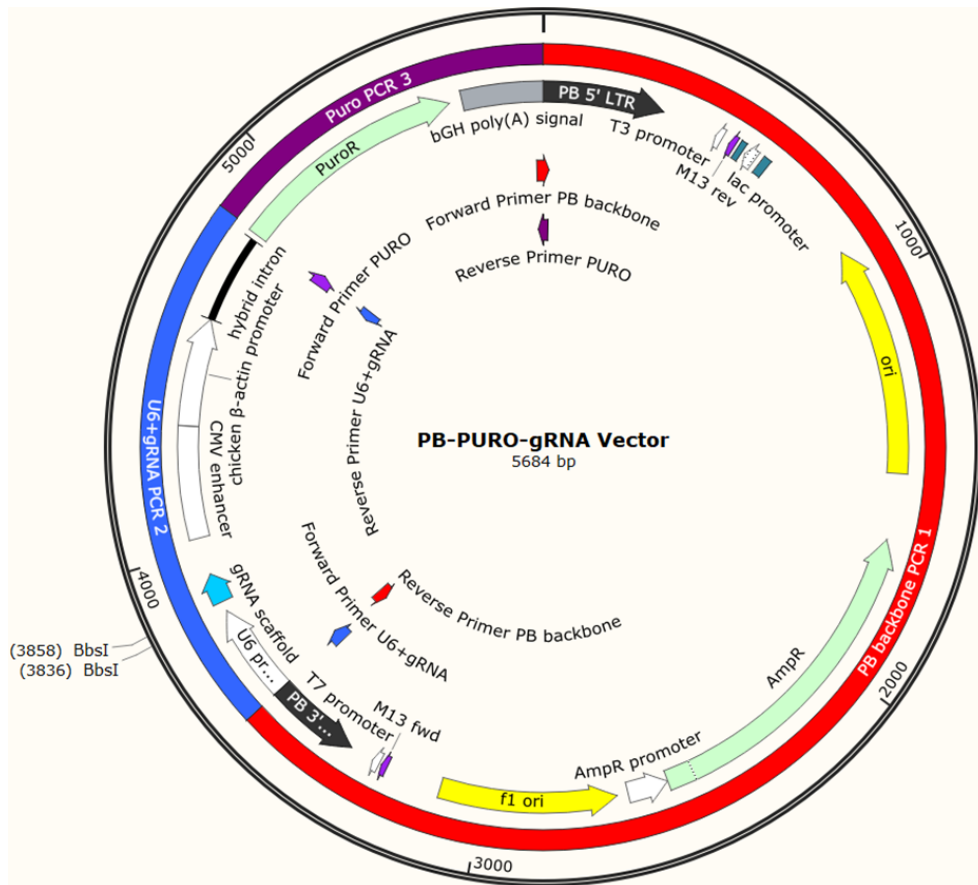 Puro PCR 3
PB 5' LTR
bGH poly(A) signal
T3 promoter
M13 rev
lac promoter
5000
PuroR
Forward Primer PB backbone
Reverse Primer PURO
1000
hybrid intron
Forward Primer PURO
chicken β-actin promoter
Reverse Primer U6+gRNA
ori
U6+gRNA PCR 2
CMV enhancer
PB-PURO-gRNA Vector
5684 bp
4000
gRNA scaffold
Forward Primer U6+gRNA
Reverse Primer PB backbone
PB backbone PCR 1
AmpR
(3858) BbsI
(3836) BbsI
U6 pr...
PB 3'...
T7 promoter
M13 fwd
2000
AmpR promoter
f1 ori
3000